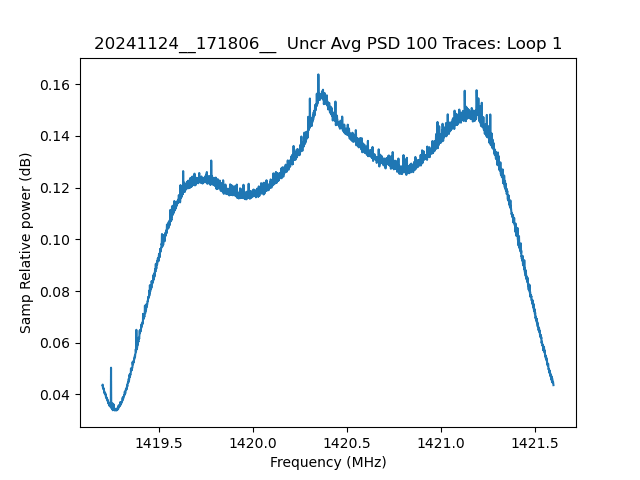 20241124__171806__  Uncr Avg PSD 100 Traces: Loop 1
Samp Relative power (dB)
0.16
0.14
0.12
0.10
0.08
0.06
0.04
1419.5 1420.0 1420.5 1421.0 1421.5
Frequency (MHz)